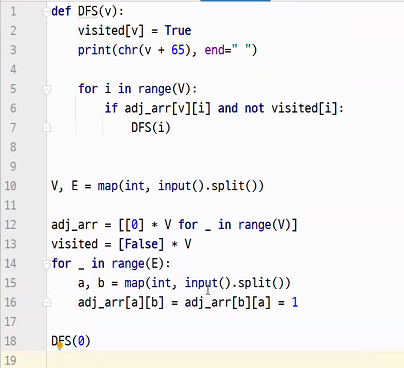 1 def DFS(v):
2     visited[v] = True
3     print(chr(v + 65), end=" ")
4
5     for i in range(V):
6         if adj_arr[v][i] and not visited[i]:
7             DFS(i)
8
9
10 V, E = map(int, input().split())
11
12 adj_arr = [[0] * V for _ in range(V)]
13 visited = [False] * V
14 for _ in range(E):
15     a, b = map(int, input().split())
16     adj_arr[a][b] = adj_arr[b][a] = 1
17
18 DFS(0)
19